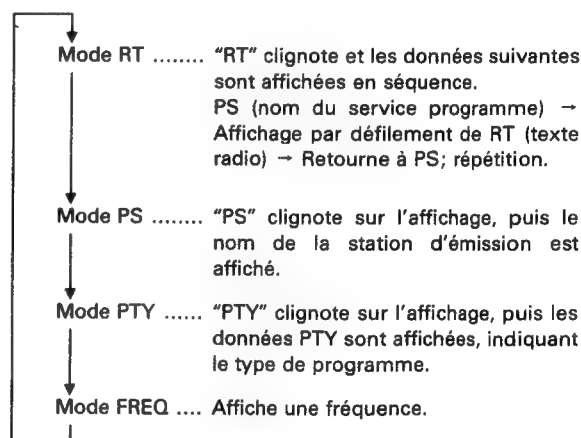 Mode RT ........ “RT” clignote et les données suivantes
sont affichées en séquence.
PS (nom du service programme) →
Affichage par défilement de RT (texte
radio) → Retourne à PS; répétition.
Mode PS ........ “PS” clignote sur l'affichage, puis le
nom de la station d'émission est
affiché.
Mode PTY ...... “PTY” clignote sur l'affichage, puis les
données PTY sont affichées, indiquant
le type de programme.
Mode FREQ .... Affiche une fréquence.